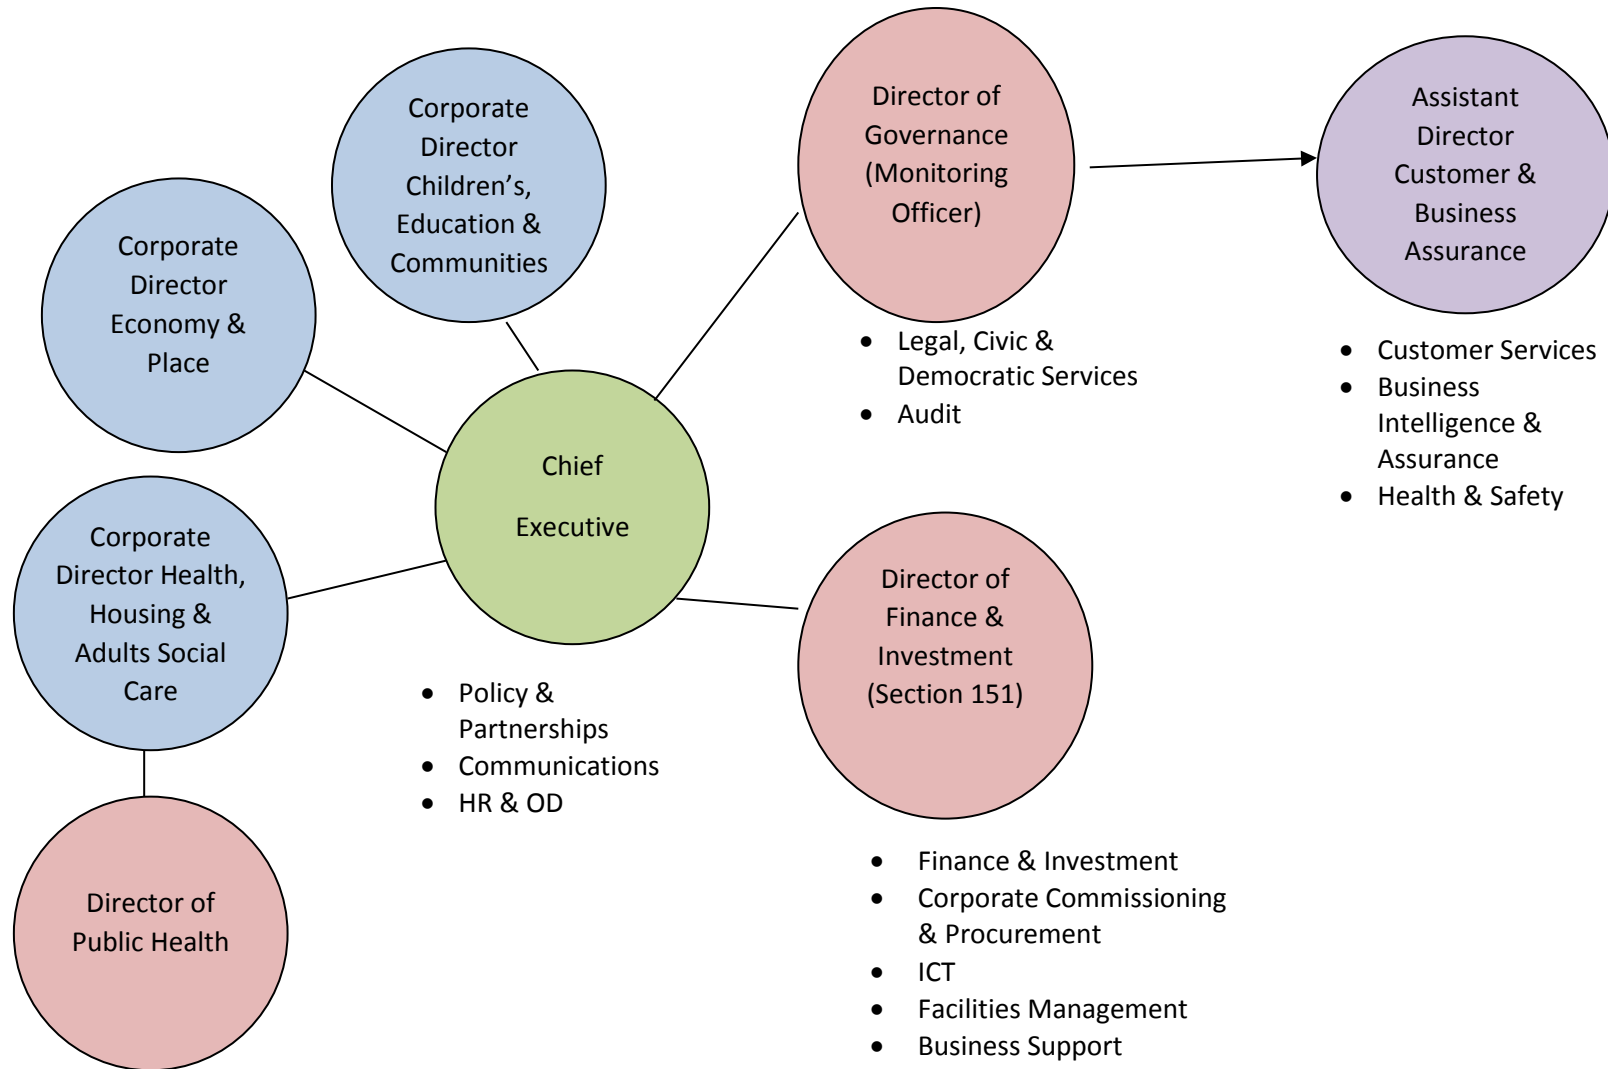 Corporate
Director
Children’s,
Education &
Communities
Director of
Governance
(Monitoring
Officer)
Assistant
Director
Customer &
Business
Assurance
Corporate
Director
Economy &
Place
• Legal, Civic &
Democratic Services
• Audit
• Customer Services
• Business
Intelligence &
Assurance
• Health & Safety
Chief
Executive
Corporate
Director Health,
Housing &
Adults Social
Care
Director of
Finance &
Investment
(Section 151)
• Policy &
Partnerships
• Communications
• HR & OD
Director of
Public Health
• Finance & Investment
• Corporate Commissioning
& Procurement
• ICT
• Facilities Management
• Business Support